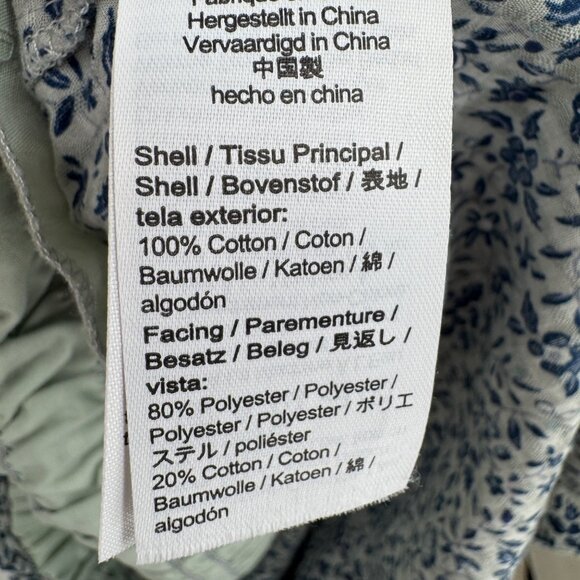 Hergestellt in China
Vervaardigd in China
中国製
hecho en china
Shell / Tissu Principal /
Shell / Bovenstof / 表地 /
tela exterior:
100% Cotton / Coton /
Baumwolle / Katoen / 綿 /
algodón
Facing / Parementure /
Besatz / Beleg / 見返し /
vista:
80% Polyester / Polyester /
Polyester / Polyester / ポリエ
ステル / poliéster
20% Cotton / Coton /
Baumwolle / Katoen / 綿 /
algodón